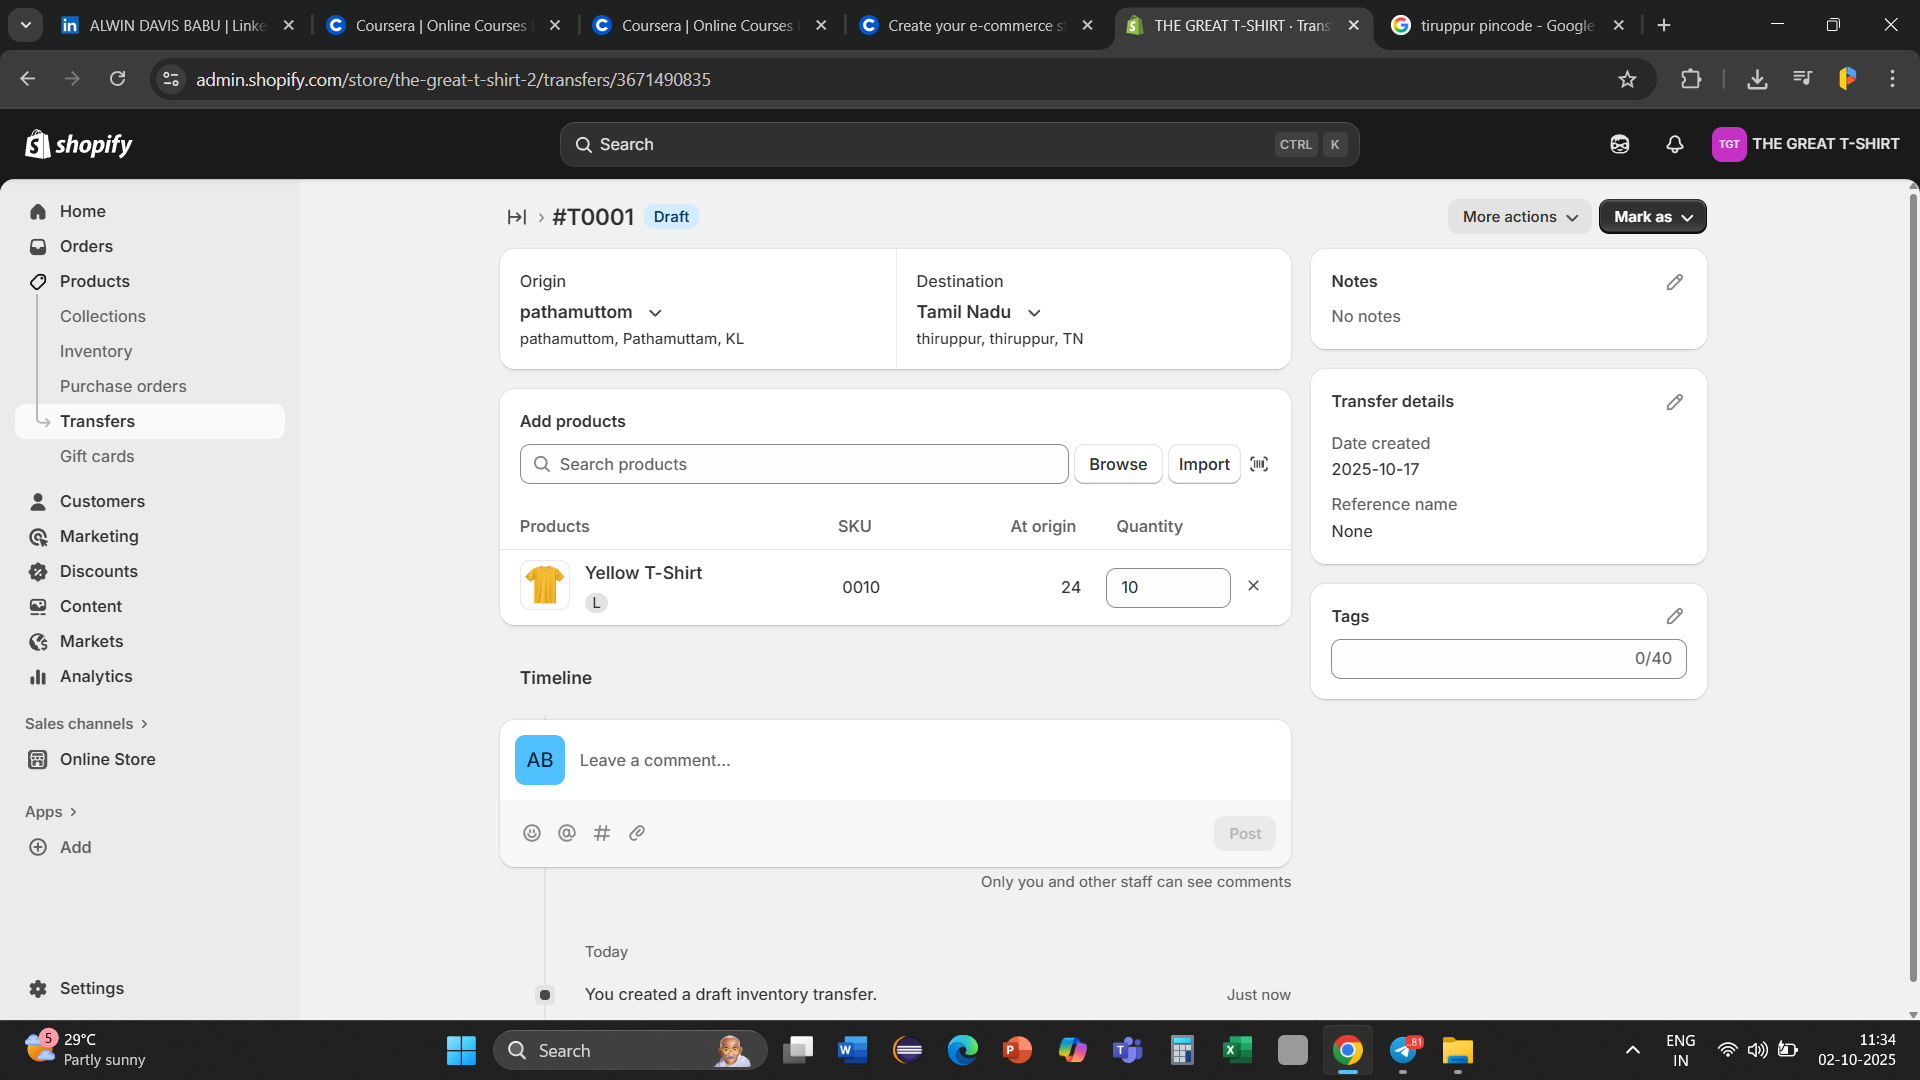 ALWIN DAVIS BABU | Linke
Coursera | Online Courses
Coursera | Online Courses
Create your e-commerce st
THE GREAT T-SHIRT · Trans
tiruppur pincode - Google
admin.shopify.com/store/the-great-t-shirt-2/transfers/3671490835
shopify
Search
CTRL K
TGT
THE GREAT T-SHIRT
Home
Orders
Products
Collections
Inventory
Purchase orders
Transfers
Gift cards
Customers
Marketing
Discounts
Content
Markets
Analytics
Sales channels
Online Store
Apps
Add
Settings
#T0001 Draft
More actions
Mark as
Origin
pathamuttom
pathamuttom, Pathamuttam, KL
Destination
Tamil Nadu
thiruppur, thiruppur, TN
Add products
Search products
Browse
Import
Products SKU At origin Quantity
Yellow T-Shirt
L
0010 24 10
Timeline
AB
Leave a comment...
Post
Only you and other staff can see comments
Today
You created a draft inventory transfer. Just now
Notes
No notes
Transfer details
Date created
2025-10-17
Reference name
None
Tags
0/40
5
29°C
Partly sunny
Search
81
ENG
IN
11:34
02-10-2025